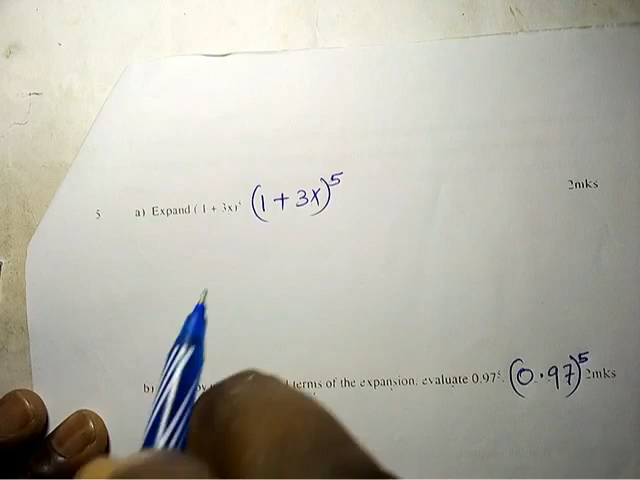 5 a) Expand (1 + 3x)⁵ (1 + 3x)⁵ 2mks
b) terms of the expansion, evaluate 0.97⁵. (0.97)⁵ 2mks